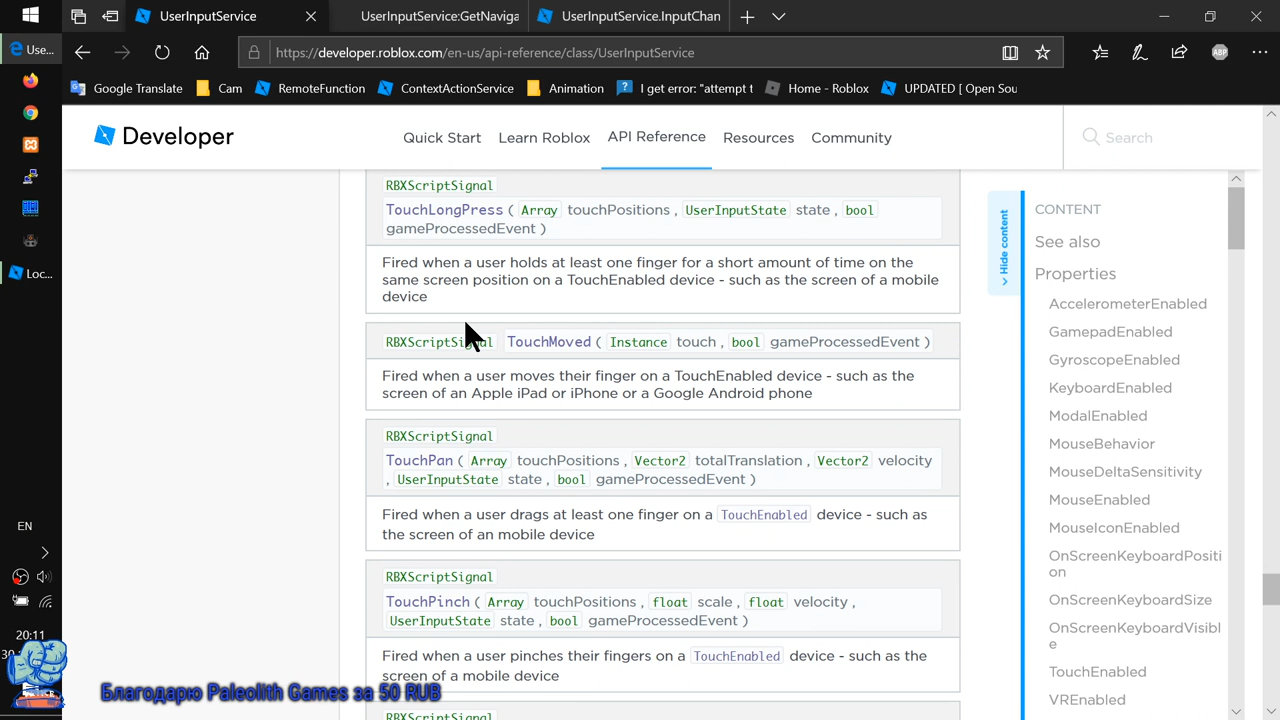 UserInputService
UserInputService:GetNaviga
UserInputService.InputChan
Use...
https://developer.roblox.com/en-us/api-reference/class/UserInputService
ABP
Google Translate
Cam
RemoteFunction
ContextActionService
Animation
I get error: "attempt t
Home - Roblox
UPDATED [ Open Sou
Developer
Quick Start
Learn Roblox
API Reference
Resources
Community
Search
RBXScriptSignal
TouchLongPress ( Array touchPositions , UserInputState state , bool
gameProcessedEvent )
Fired when a user holds at least one finger for a short amount of time on the
same screen position on a TouchEnabled device - such as the screen of a mobile
device
RBXScriptSignal TouchMoved ( Instance touch , bool gameProcessedEvent )
Fired when a user moves their finger on a TouchEnabled device - such as the
screen of an Apple iPad or iPhone or a Google Android phone
RBXScriptSignal
TouchPan ( Array touchPositions , Vector2 totalTranslation , Vector2 velocity
, UserInputState state , bool gameProcessedEvent )
Fired when a user drags at least one finger on a TouchEnabled device - such as
the screen of an mobile device
RBXScriptSignal
TouchPinch ( Array touchPositions , float scale , float velocity ,
UserInputState state , bool gameProcessedEvent )
Fired when a user pinches their fingers on a TouchEnabled device - such as the
screen of a mobile device
RBXScriptSignal
Hide content
CONTENT
See also
Properties
AccelerometerEnabled
GamepadEnabled
GyroscopeEnabled
KeyboardEnabled
ModalEnabled
MouseBehavior
MouseDeltaSensitivity
MouseEnabled
MouseIconEnabled
OnScreenKeyboardPositi
on
OnScreenKeyboardSize
OnScreenKeyboardVisibl
e
TouchEnabled
VREnabled
Loc...
EN
20:11
Благодарю Paleolith Games за 50 RUB